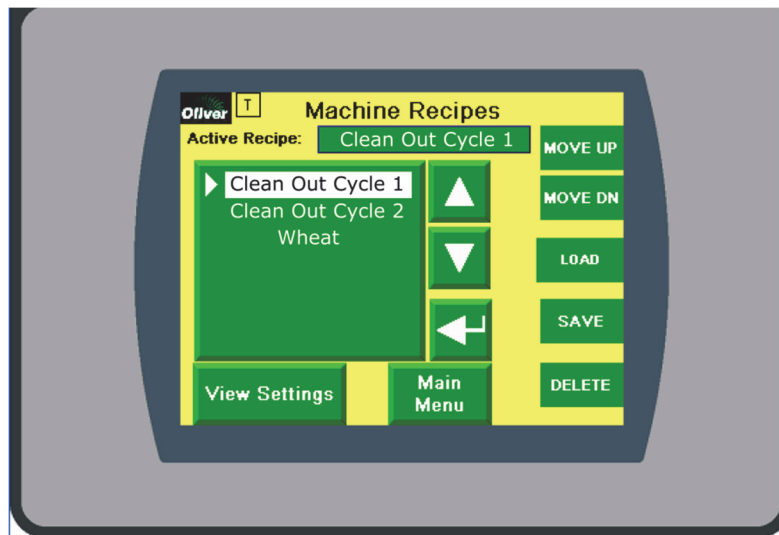 Oliver T Machine Recipes
Active Recipe: Clean Out Cycle 1
MOVE UP
Clean Out Cycle 1
Clean Out Cycle 2
Wheat
MOVE DN
LOAD
SAVE
DELETE
View Settings
Main
Menu